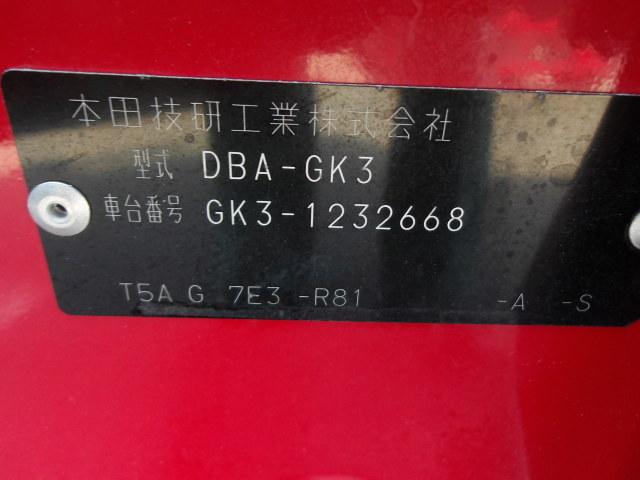 本田技研工業株式会社
型式 DBA-GK3
車台番号 GK3-1232668
T5A G 7E3 -R81 -A -S